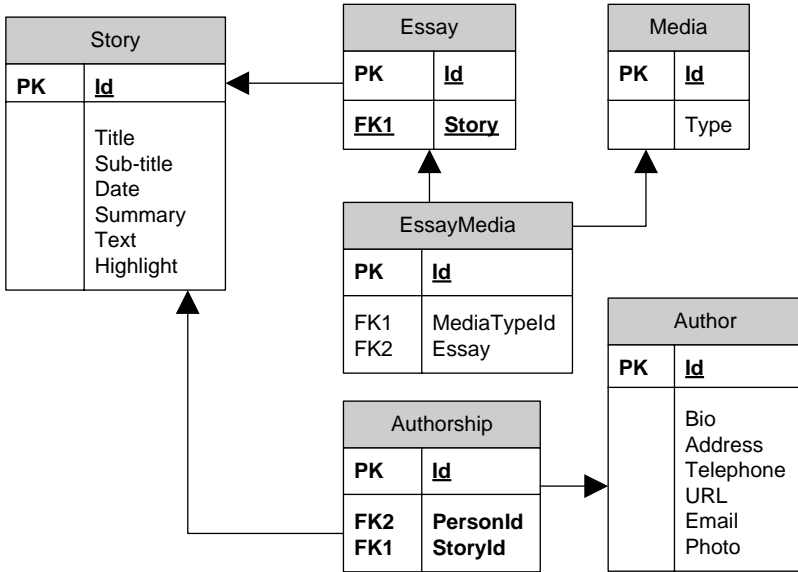 Story
PK Id
Title
Sub-title
Date
Summary
Text
Highlight
Essay
PK Id
FK1 Story
Media
PK Id
Type
EssayMedia
PK Id
FK1 MediaTypeId
FK2 Essay
Author
PK Id
Bio
Address
Telephone
URL
Email
Photo
Authorship
PK Id
FK2 PersonId
FK1 StoryId